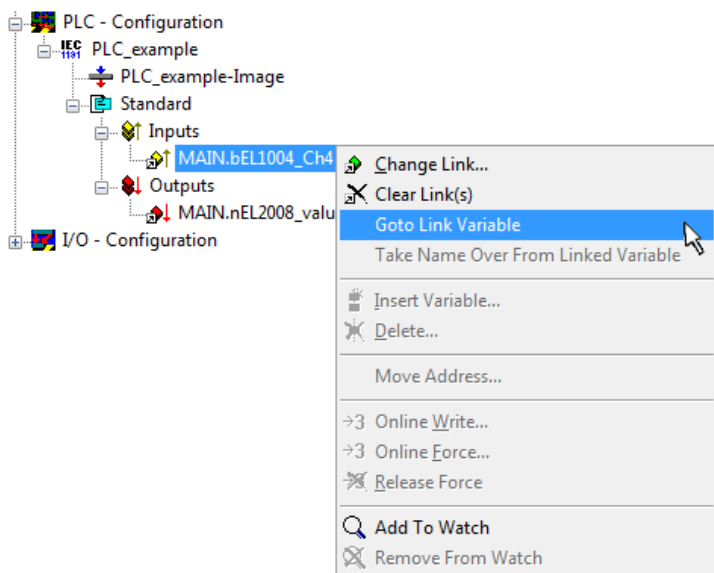 PLC - Configuration
IEC 1131 PLC_example
PLC_example-Image
Standard
Inputs
MAIN.bEL1004_Ch4
Outputs
MAIN.nEL2008_valu
I/O - Configuration
Change Link...
Clear Link(s)
Goto Link Variable
Take Name Over From Linked Variable
Insert Variable...
Delete...
Move Address...
→3 Online Write...
→3 Online Force...
Release Force
Add To Watch
Remove From Watch